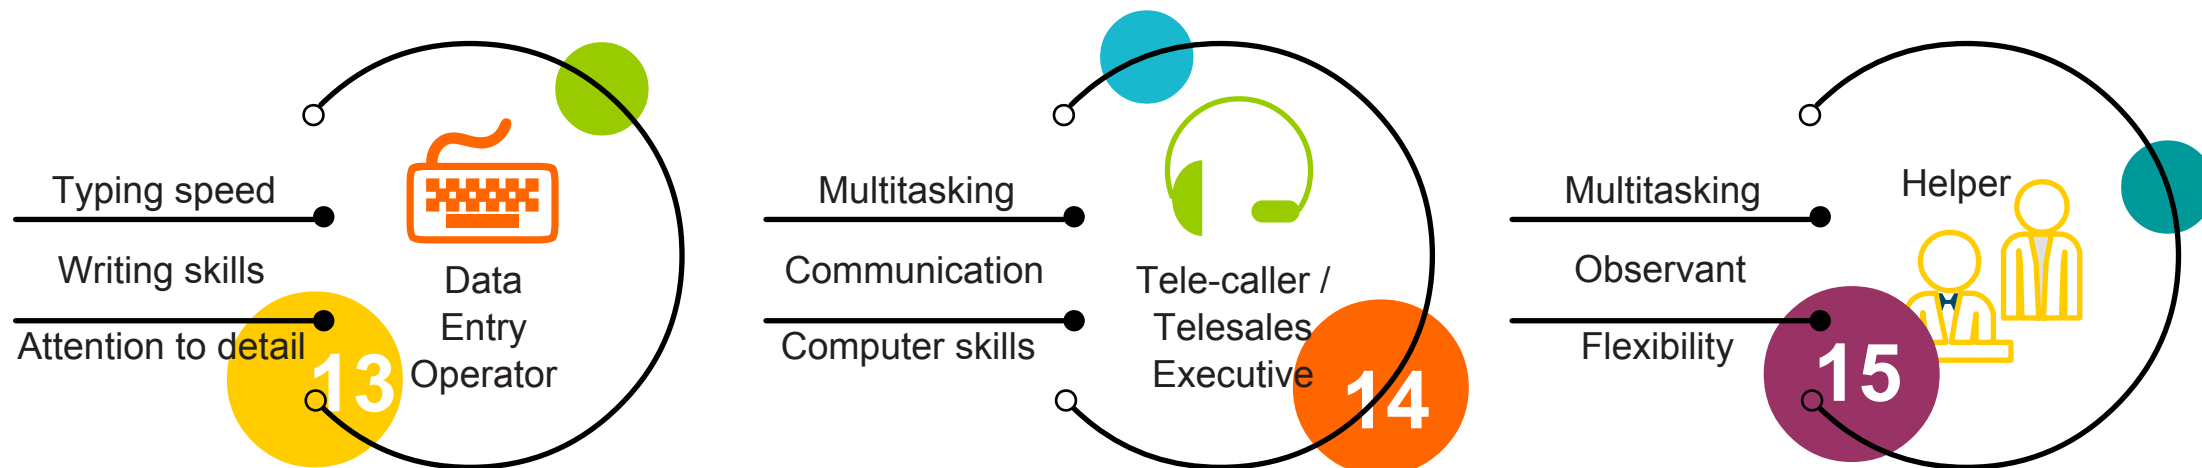 Typing speed
Writing skills
Attention to detail
13
Data
Entry
Operator
Multitasking
Communication
Computer skills
Tele-caller /
Telesales
Executive
14
Multitasking
Observant
Flexibility
15
Helper